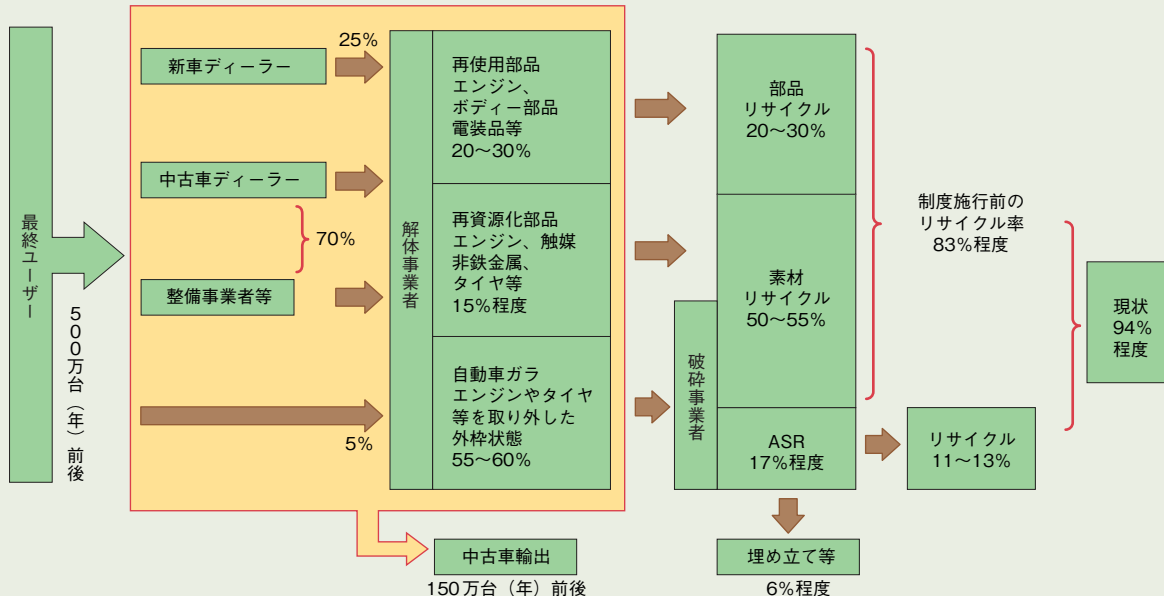 最終ユーザー
500万台（年）前後
新車ディーラー
25%
中古車ディーラー
70%
整備事業者等
5%
解体事業者
再使用部品
エンジン、
ボディー部品
電装品等
20〜30%
再資源化部品
エンジン、触媒
非鉄金属、
タイヤ等
15%程度
自動車ガラ
エンジンやタイヤ
等を取り外した
外枠状態
55〜60%
中古車輸出
150万台（年）前後
破砕事業者
部品
リサイクル
20〜30%
素材
リサイクル
50〜55%
ASR
17%程度
埋め立て等
6%程度
制度施行前の
リサイクル率
83%程度
リサイクル
11〜13%
現状
94%
程度